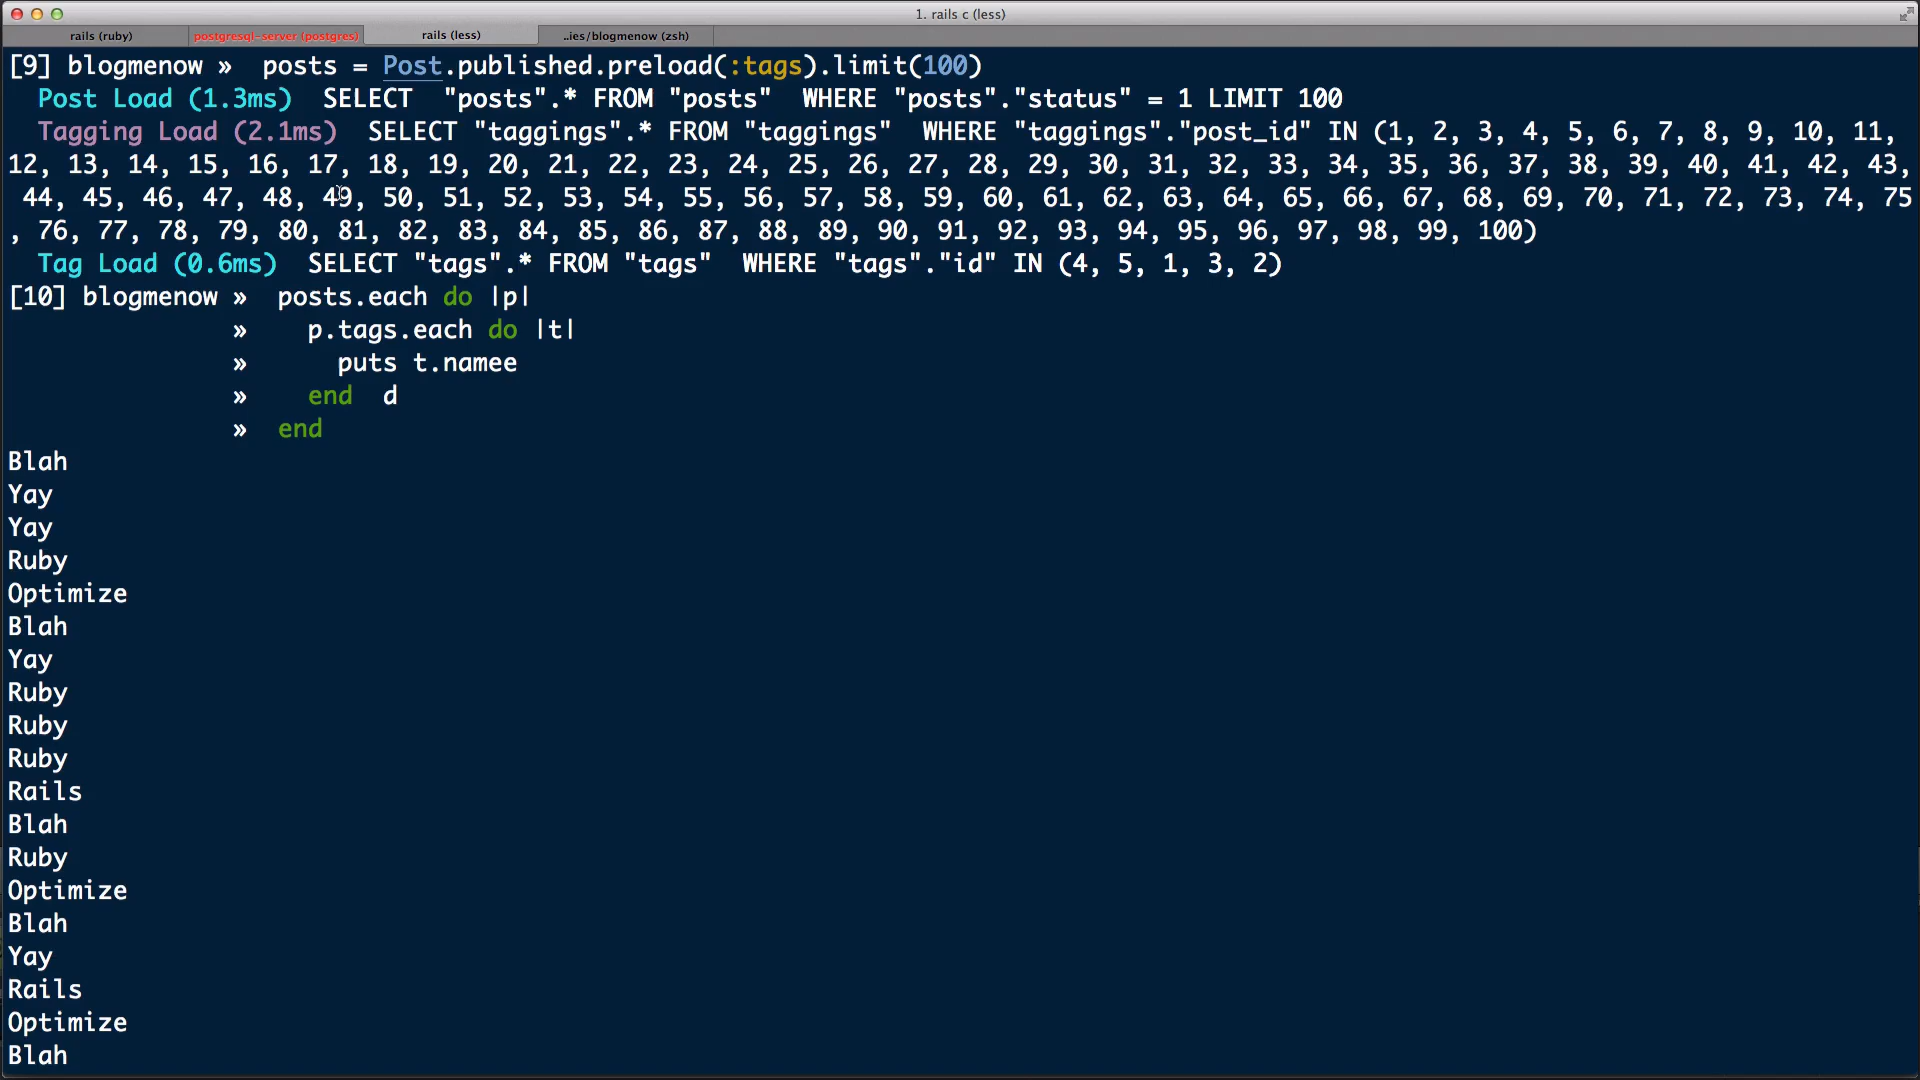 1. rails c (less)
rails (ruby) postgresql-server (postgres) rails (less) ..ies/blogmenow (zsh)
[9] blogmenow »  posts = Post.published.preload(:tags).limit(100)
Post Load (1.3ms)  SELECT  "posts".* FROM "posts"  WHERE "posts"."status" = 1 LIMIT 100
Tagging Load (2.1ms)  SELECT "taggings".* FROM "taggings"  WHERE "taggings"."post_id" IN (1, 2, 3, 4, 5, 6, 7, 8, 9, 10, 11,
12, 13, 14, 15, 16, 17, 18, 19, 20, 21, 22, 23, 24, 25, 26, 27, 28, 29, 30, 31, 32, 33, 34, 35, 36, 37, 38, 39, 40, 41, 42, 43,
44, 45, 46, 47, 48, 49, 50, 51, 52, 53, 54, 55, 56, 57, 58, 59, 60, 61, 62, 63, 64, 65, 66, 67, 68, 69, 70, 71, 72, 73, 74, 75
, 76, 77, 78, 79, 80, 81, 82, 83, 84, 85, 86, 87, 88, 89, 90, 91, 92, 93, 94, 95, 96, 97, 98, 99, 100)
Tag Load (0.6ms)  SELECT "tags".* FROM "tags"  WHERE "tags"."id" IN (4, 5, 1, 3, 2)
[10] blogmenow »  posts.each do |p|
»    p.tags.each do |t|
»      puts t.namee
»    end  d
»  end
Blah
Yay
Yay
Ruby
Optimize
Blah
Yay
Ruby
Ruby
Ruby
Rails
Blah
Ruby
Optimize
Blah
Yay
Rails
Optimize
Blah